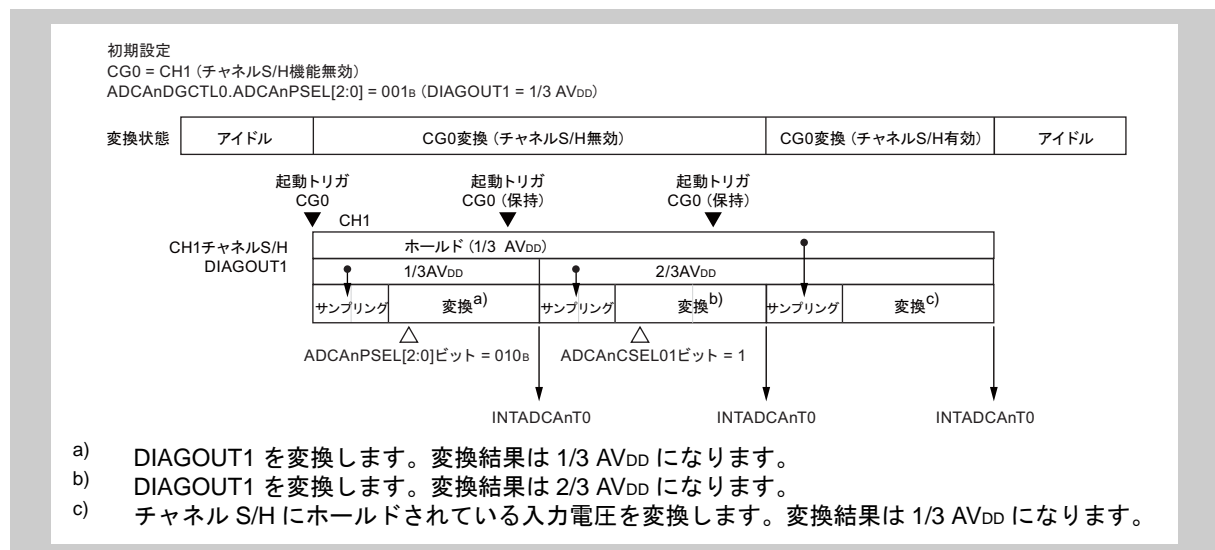 初期設定
CG0 = CH1 (チャネルS/H機能無効)
ADCAnDGCTL0.ADCAnPSEL[2:0] = 001B (DIAGOUT1 = 1/3 AVDD)
変換状態 アイドル CG0変換 (チャネルS/H無効) CG0変換 (チャネルS/H有効) アイドル
起動トリガ 起動トリガ 起動トリガ
CG0 CG0 (保持) CG0 (保持)
CH1
CH1チャネルS/H ホールド (1/3 AVDD)
DIAGOUT1 1/3AVDD 2/3AVDD
サンプリング 変換a) サンプリング 変換b) サンプリング 変換c)
ADCAnPSEL[2:0]ビット = 010B ADCAnCSEL01ビット = 1
INTADCAnT0 INTADCAnT0 INTADCAnT0
a) DIAGOUT1 を変換します。変換結果は 1/3 AVDD になります。
b) DIAGOUT1 を変換します。変換結果は 2/3 AVDD になります。
c) チャネル S/H にホールドされている入力電圧を変換します。変換結果は 1/3 AVDD になります。